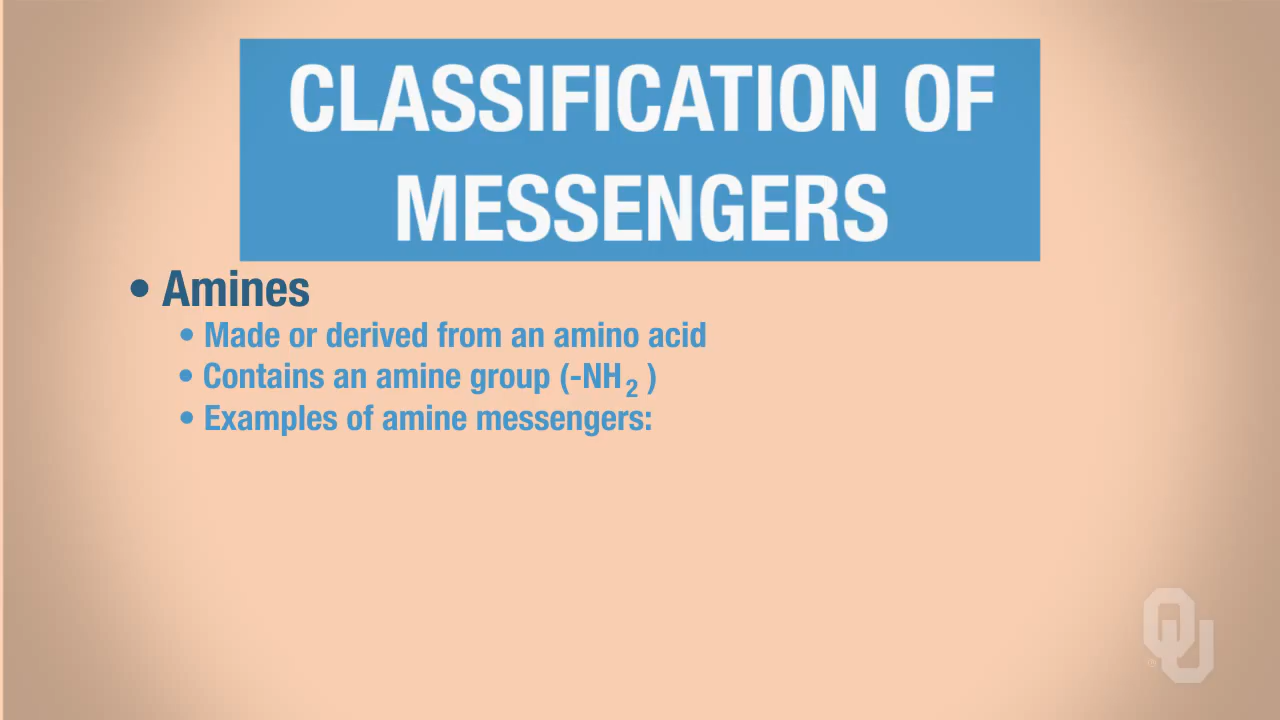 CLASSIFICATION OF
MESSENGERS
• Amines
• Made or derived from an amino acid
• Contains an amine group (-NH₂ )
• Examples of amine messengers:
OU